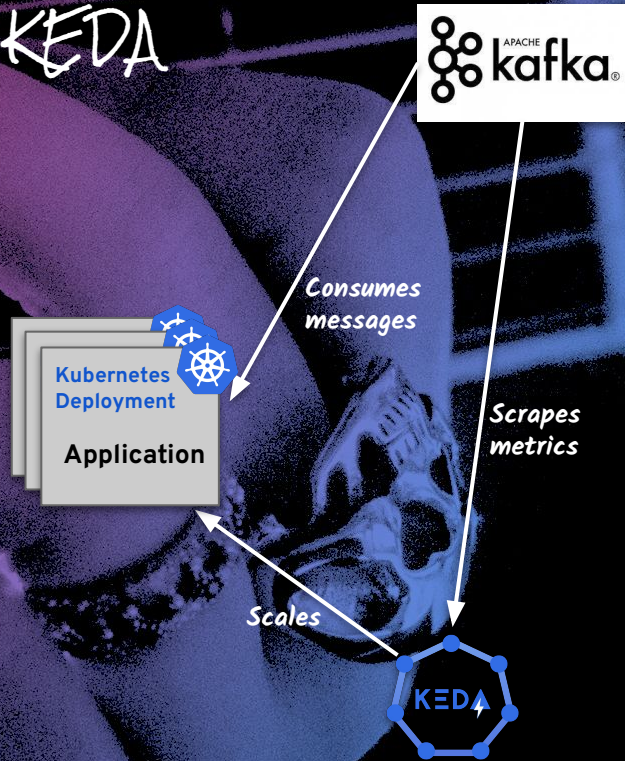 KEDA
APACHE
kafka®
Consumes
messages
Kubernetes
Deployment
Application
Scrapes
metrics
Scales
KEDA